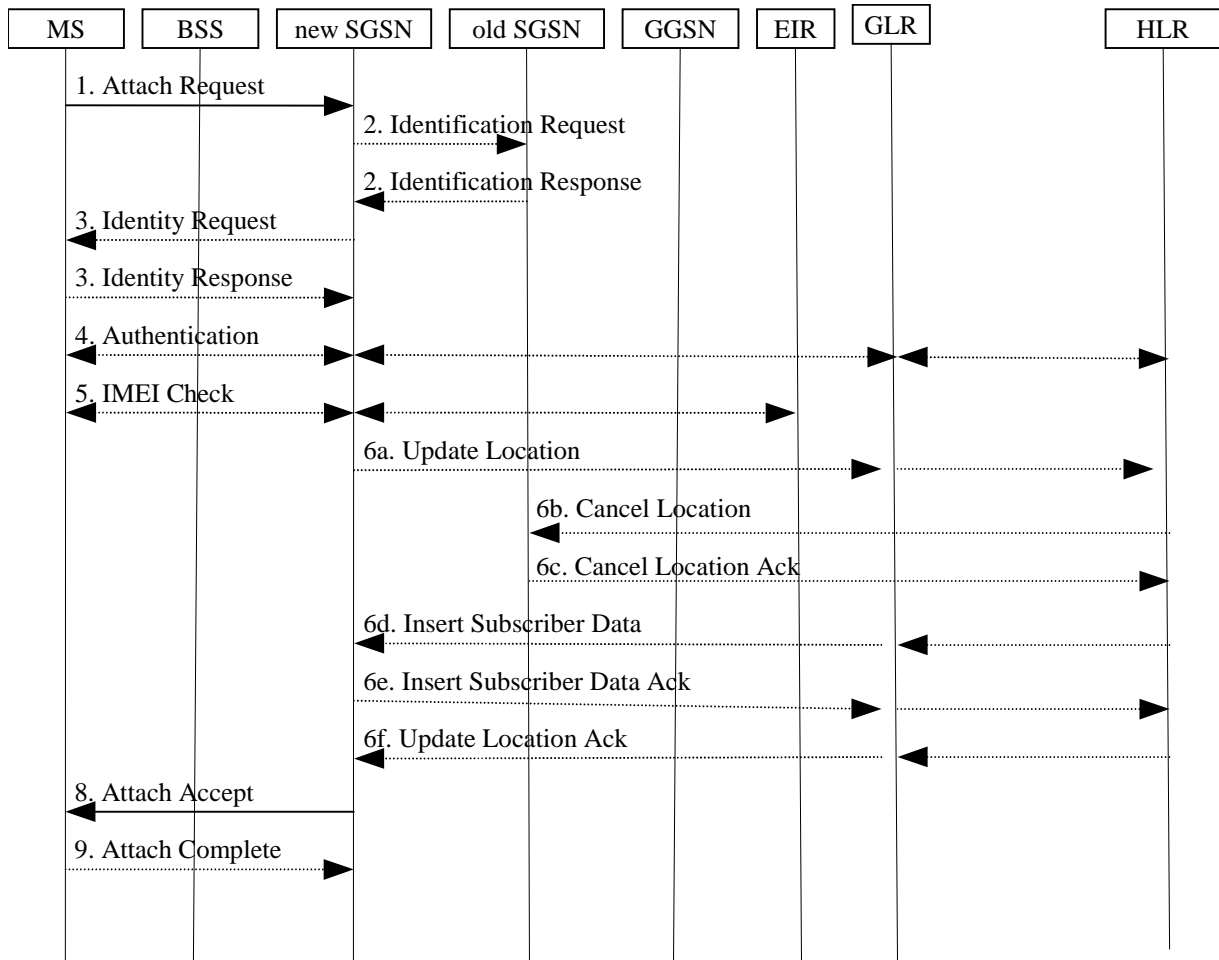 MS
BSS
new SGSN
old SGSN
GGSN
EIR
GLR
HLR
1. Attach Request
2. Identification Request
2. Identification Response
3. Identity Request
3. Identity Response
4. Authentication
5. IMEI Check
6a. Update Location
6b. Cancel Location
6c. Cancel Location Ack
6d. Insert Subscriber Data
6e. Insert Subscriber Data Ack
6f. Update Location Ack
8. Attach Accept
9. Attach Complete